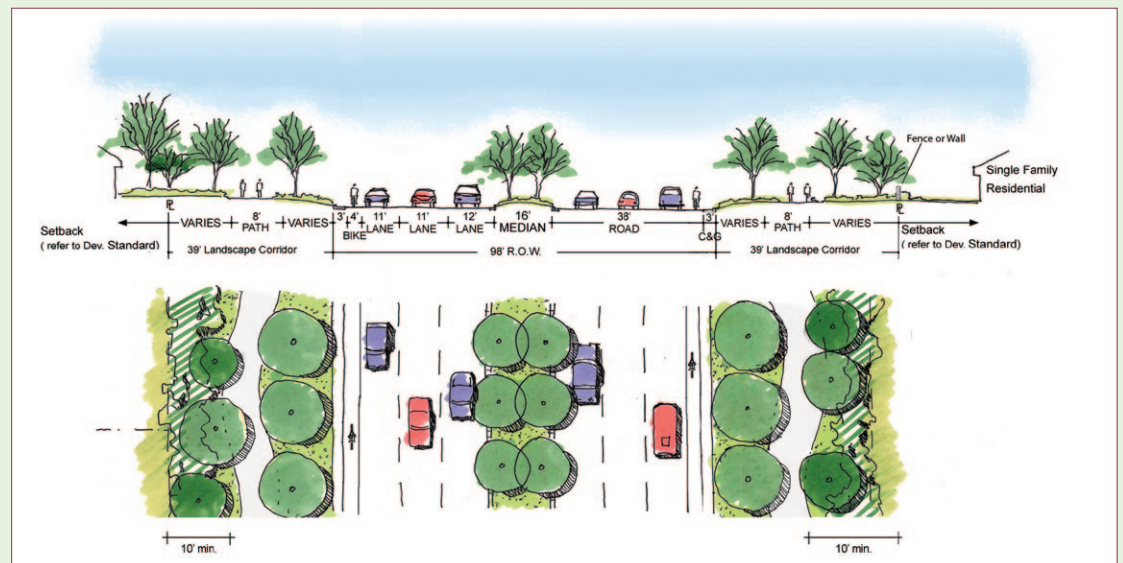 Fence or Wall
Single Family
Residential
PL PL
VARIES 8' VARIES 3' 4' 11' 11' 12' 16' 38' 3' VARIES 8' VARIES
PATH BIKE LANE LANE LANE MEDIAN ROAD C&G PATH
Setback
( refer to Dev. Standard)
Setback
( refer to Dev. Standard)
39' Landscape Corridor 98' R.O.W. 39' Landscape Corridor
10' min. 10' min.